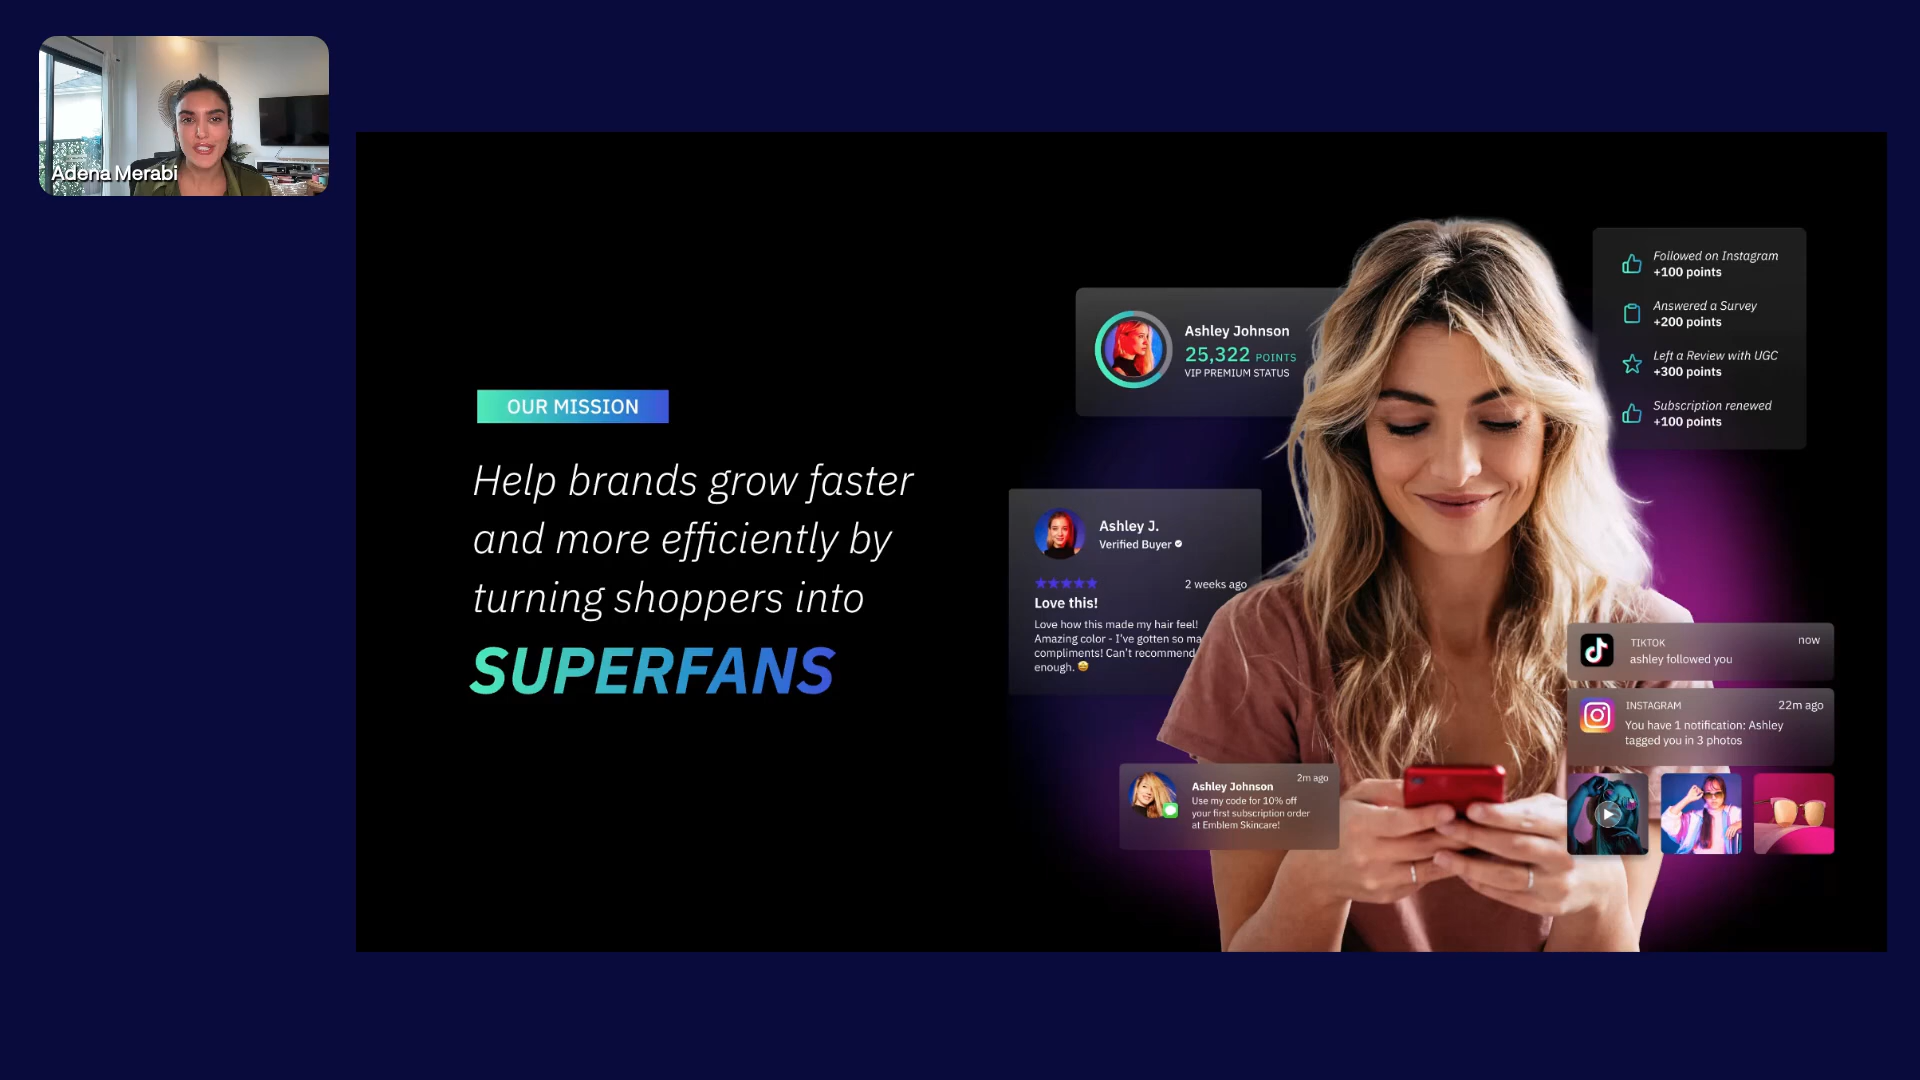 Adena Merabi
OUR MISSION
Help brands grow faster
and more efficiently by
turning shoppers into
SUPERFANS
Ashley Johnson
25,322 POINTS
VIP PREMIUM STATUS
Followed on Instagram
+100 points
Answered a Survey
+200 points
Left a Review with UGC
+300 points
Subscription renewed
+100 points
Ashley J.
Verified Buyer
2 weeks ago
Love this!
Love how this made my hair feel!
Amazing color - I've gotten so ma
compliments! Can't recommend
enough.
TIKTOK
now
ashley followed you
INSTAGRAM
22m ago
You have 1 notification: Ashley
tagged you in 3 photos
2m ago
Ashley Johnson
Use my code for 10% off
your first subscription order
at Emblem Skincare!